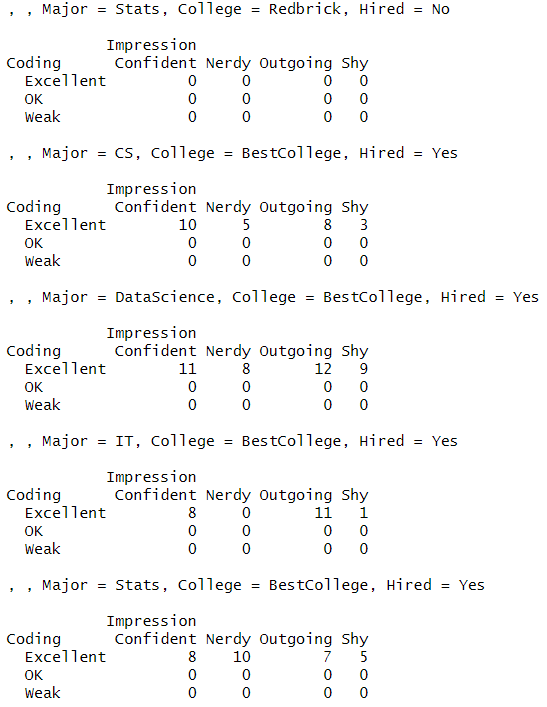 , , Major = Stats, College = Redbrick, Hired = No
Impression
Coding Confident Nerdy Outgoing Shy
Excellent 0 0 0 0
OK 0 0 0 0
Weak 0 0 0 0
, , Major = CS, College = BestCollege, Hired = Yes
Impression
Coding Confident Nerdy Outgoing Shy
Excellent 10 5 8 3
OK 0 0 0 0
Weak 0 0 0 0
, , Major = DataScience, College = BestCollege, Hired = Yes
Impression
Coding Confident Nerdy Outgoing Shy
Excellent 11 8 12 9
OK 0 0 0 0
Weak 0 0 0 0
, , Major = IT, College = BestCollege, Hired = Yes
Impression
Coding Confident Nerdy Outgoing Shy
Excellent 8 0 11 1
OK 0 0 0 0
Weak 0 0 0 0
, , Major = Stats, College = BestCollege, Hired = Yes
Impression
Coding Confident Nerdy Outgoing Shy
Excellent 8 10 7 5
OK 0 0 0 0
Weak 0 0 0 0